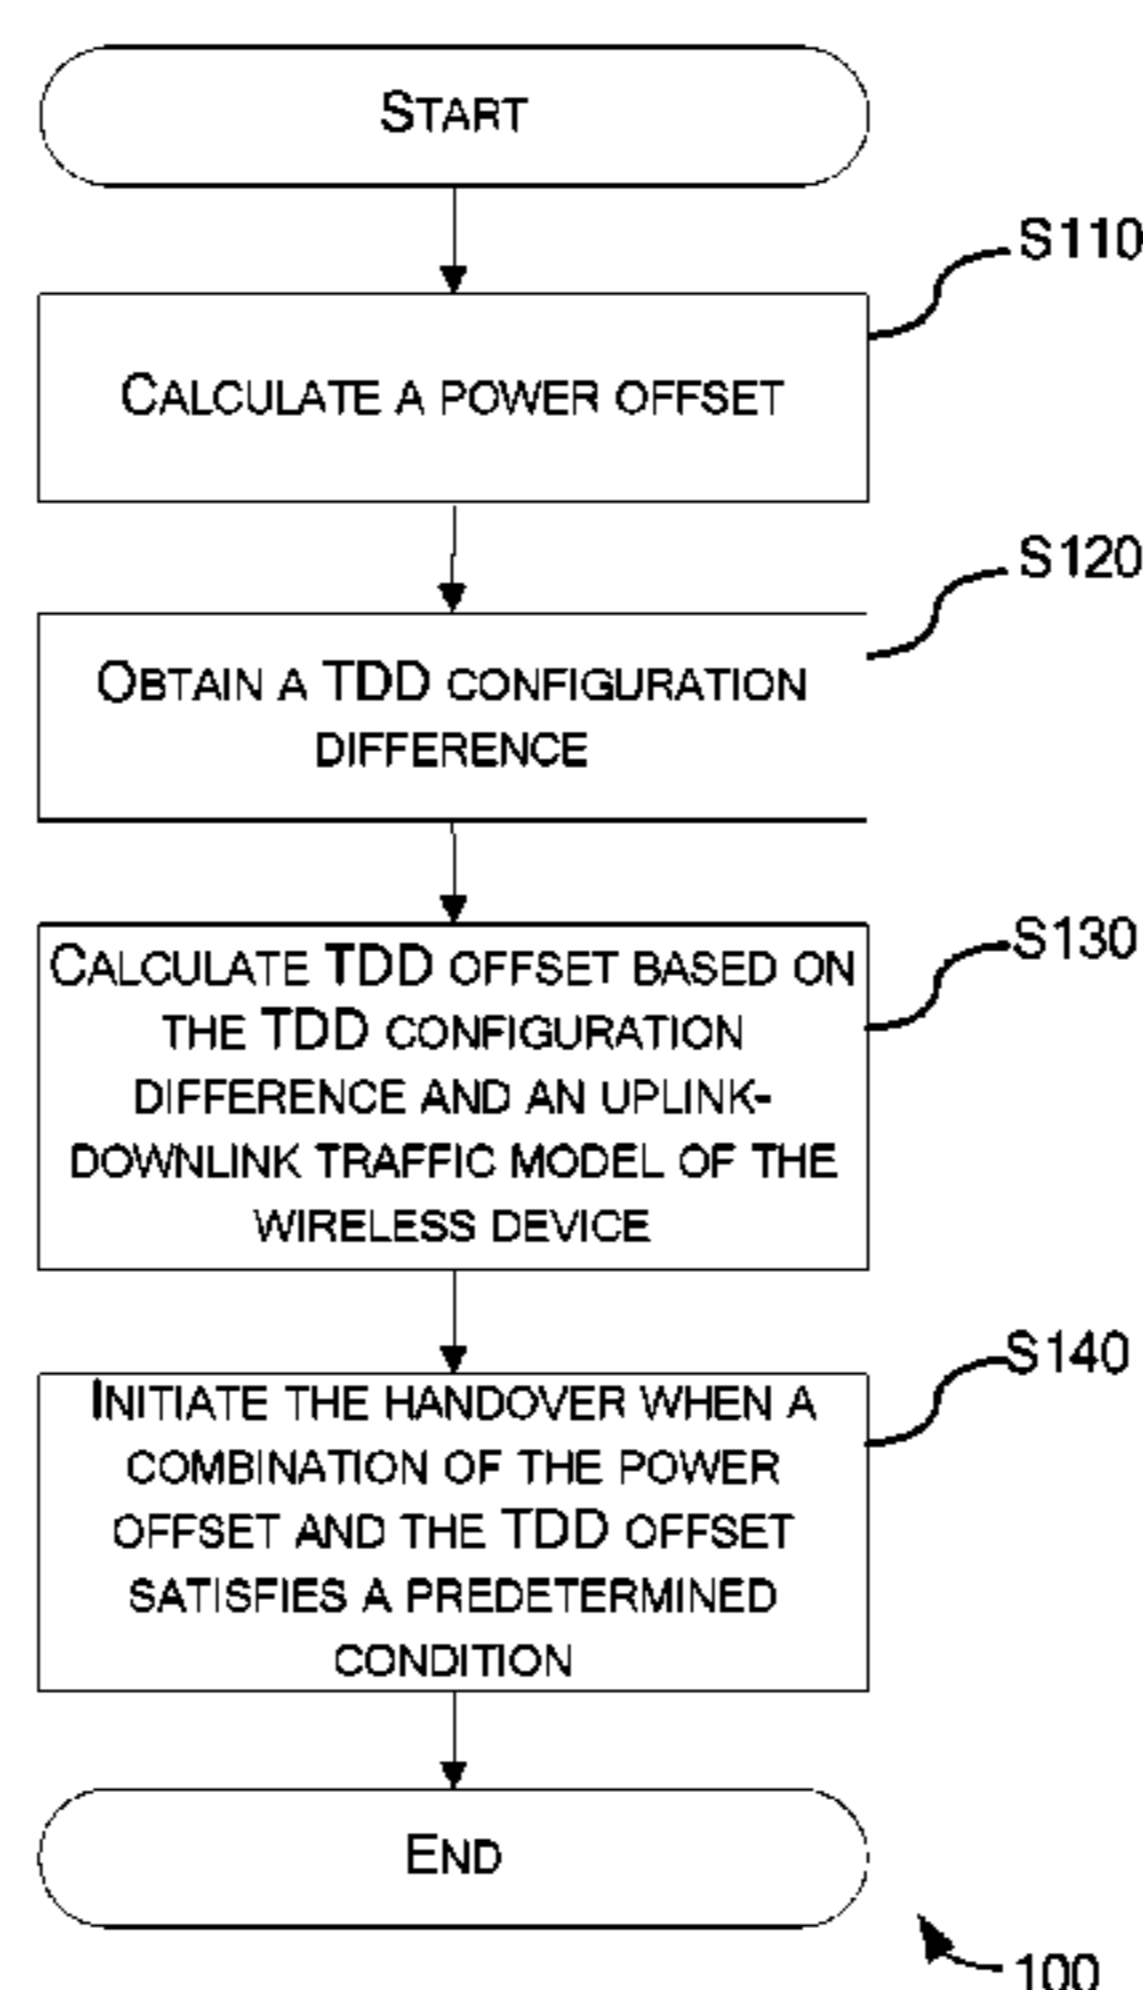 START
S110
CALCULATE A POWER OFFSET
S120
OBTAIN A TDD CONFIGURATION
DIFFERENCE
S130
CALCULATE TDD OFFSET BASED ON
THE TDD CONFIGURATION
DIFFERENCE AND AN UPLINK-
DOWNLINK TRAFFIC MODEL OF THE
WIRELESS DEVICE
S140
INITIATE THE HANDOVER WHEN A
COMBINATION OF THE POWER
OFFSET AND THE TDD OFFSET
SATISFIES A PREDETERMINED
CONDITION
END
100